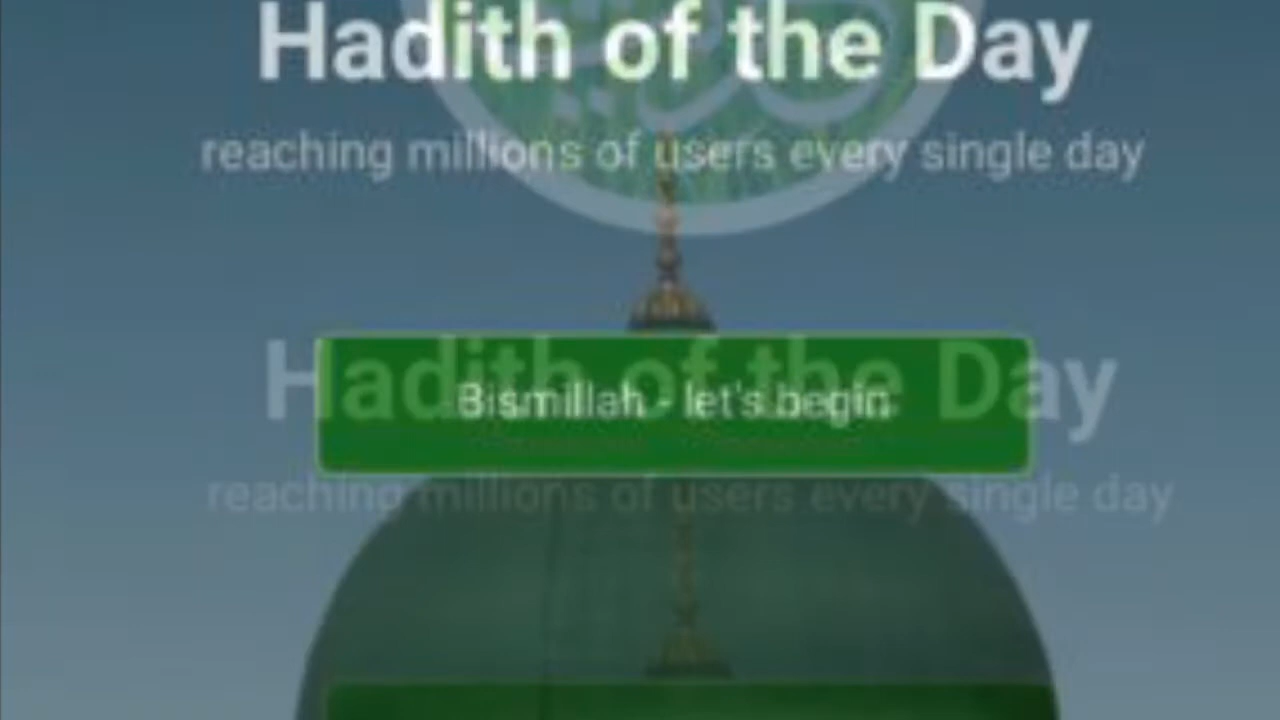 Hadith of the Day
reaching millions of users every single day
Bismillah - let's begin
Hadith of the Day
reaching millions of users every single day